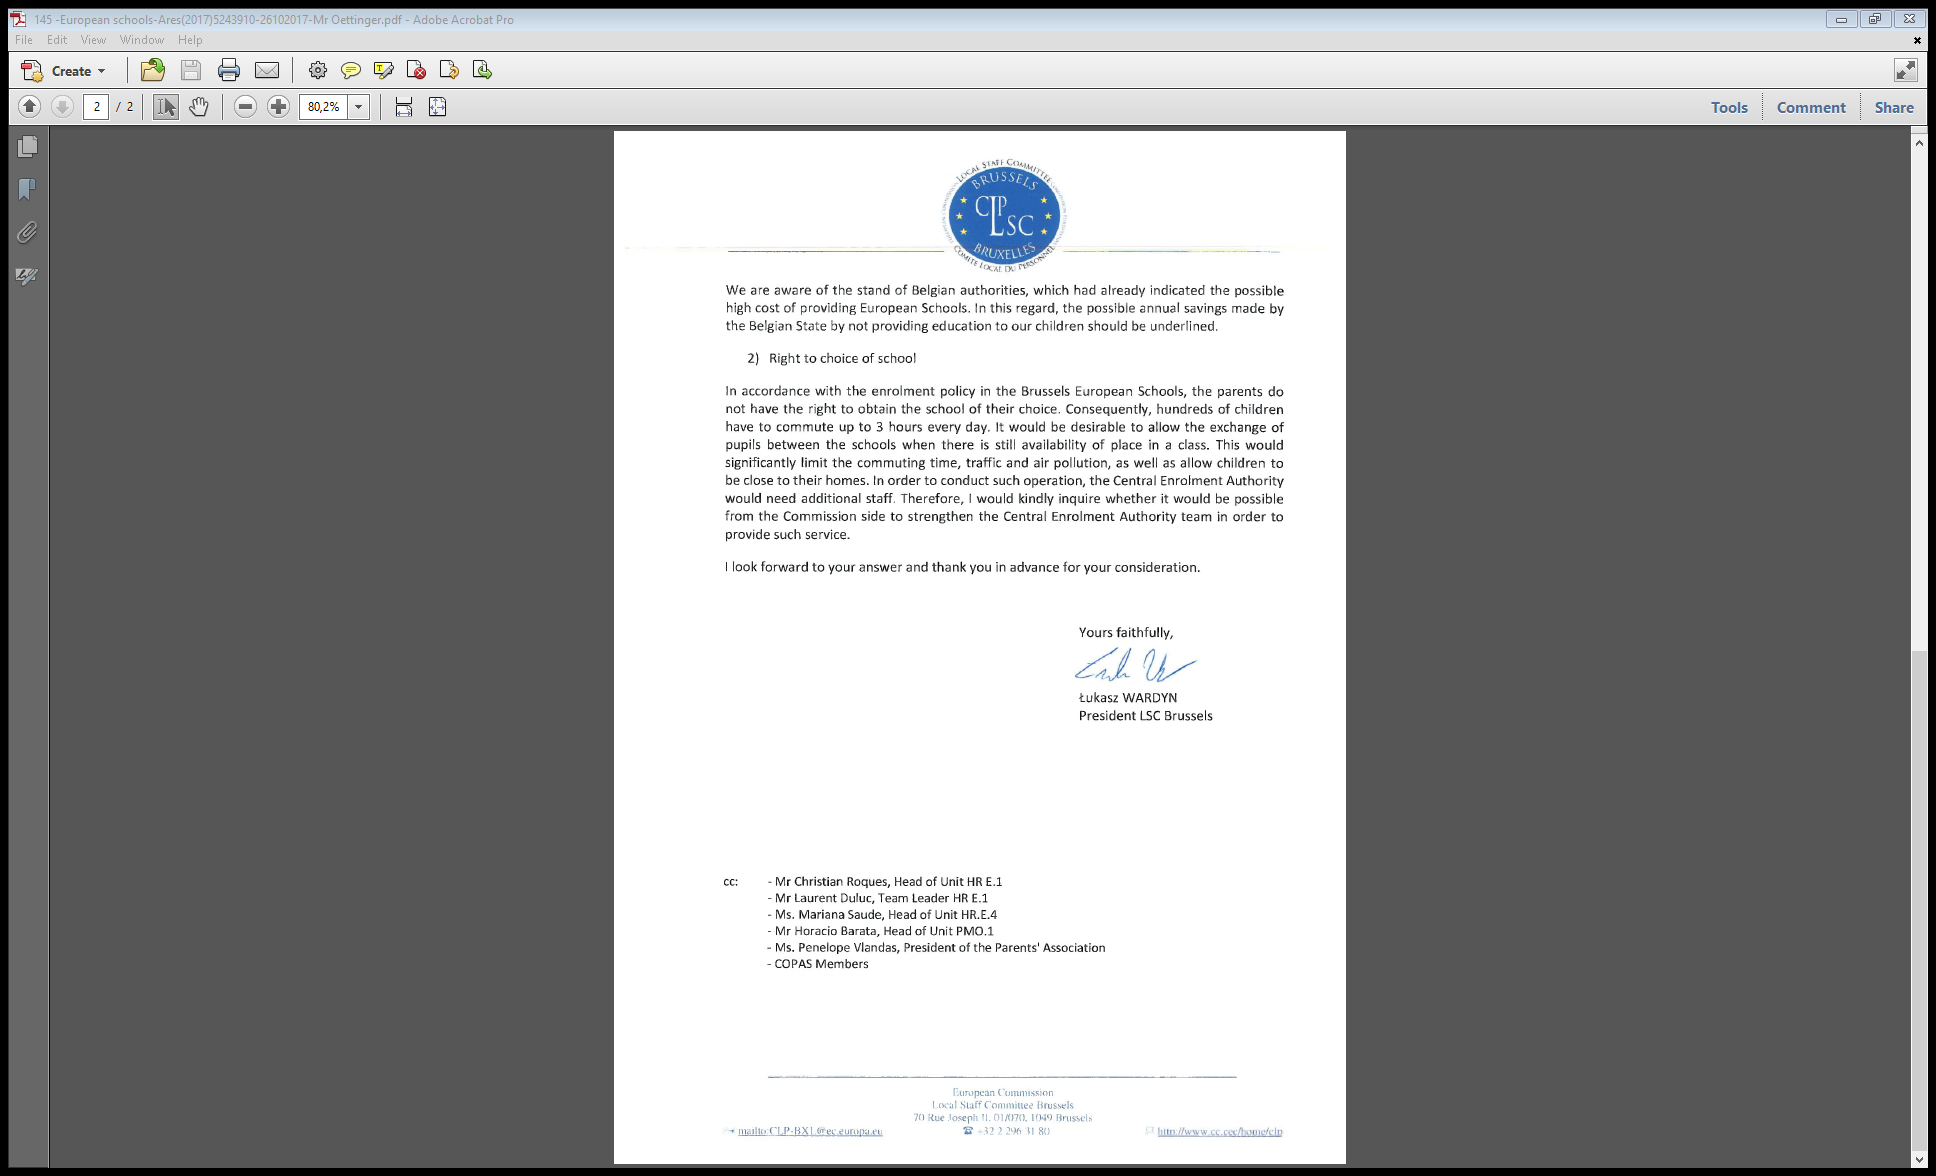 145 -European schools-Ares(2017)5243910-26102017-Mr Oettinger.pdf - Adobe Acrobat Pro
File Edit View Window Help
Create
2 / 2 80,2% Tools Comment Share
LOCAL STAFF COMMITTEE
BRUSSELS
CLP
LSC
BRUXELLES
COMITE LOCAL DU PERSONNEL
We are aware of the stand of Belgian authorities, which had already indicated the possible
high cost of providing European Schools. In this regard, the possible annual savings made by
the Belgian State by not providing education to our children should be underlined.
2) Right to choice of school
In accordance with the enrolment policy in the Brussels European Schools, the parents do
not have the right to obtain the school of their choice. Consequently, hundreds of children
have to commute up to 3 hours every day. It would be desirable to allow the exchange of
pupils between the schools when there is still availability of place in a class. This would
significantly limit the commuting time, traffic and air pollution, as well as allow children to
be close to their homes. In order to conduct such operation, the Central Enrolment Authority
would need additional staff. Therefore, I would kindly inquire whether it would be possible
from the Commission side to strengthen the Central Enrolment Authority team in order to
provide such service.
I look forward to your answer and thank you in advance for your consideration.
Yours faithfully,
Łukasz WARDYN
President LSC Brussels
cc: - Mr Christian Roques, Head of Unit HR E.1
- Mr Laurent Duluc, Team Leader HR E.1
- Ms. Mariana Saude, Head of Unit HR.E.4
- Mr Horacio Barata, Head of Unit PMO.1
- Ms. Penelope Vlandas, President of the Parents' Association
- COPAS Members
European Commission
Local Staff Committee Brussels
70 Rue Joseph II, 01/070, 1049 Brussels
mailto:CLP-BXL@ec.europa.eu ☎ +32 2 296 31 80 http://www.cc.cec/home/clp